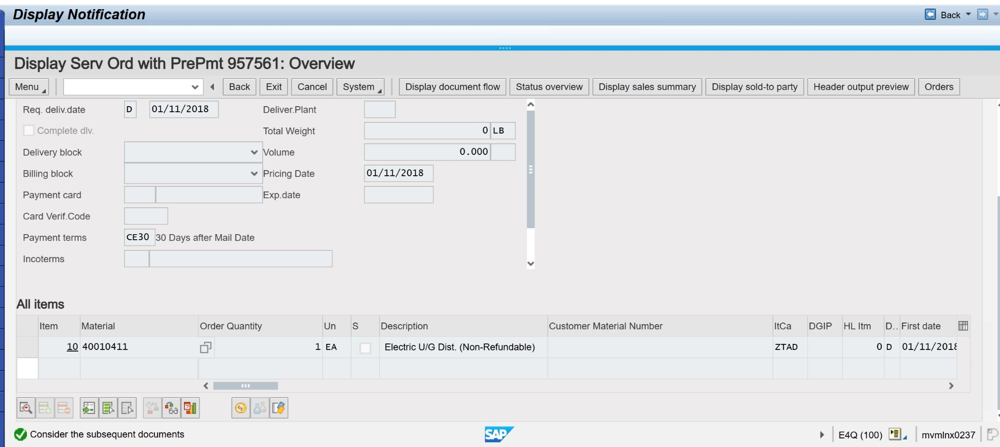 Display Notification
Back
Display Serv Ord with PrePmt 957561: Overview
Menu Back Exit Cancel System Display document flow Status overview Display sales summary Display sold-to party Header output preview Orders
Req. deliv.date D 01/11/2018 Deliver.Plant
Complete dlv. Total Weight 0 LB
Delivery block Volume 0.000
Billing block Pricing Date 01/11/2018
Payment card Exp.date
Card Verif.Code
Payment terms CE30 30 Days after Mail Date
Incoterms
All items
Item Material Order Quantity Un S Description Customer Material Number ItCa DGIP HL Itm D.. First date
10 40010411 1 EA Electric U/G Dist. (Non-Refundable) ZTAD 0 D 01/11/2018
Consider the subsequent documents SAP E4Q (100) mvmlnx0237